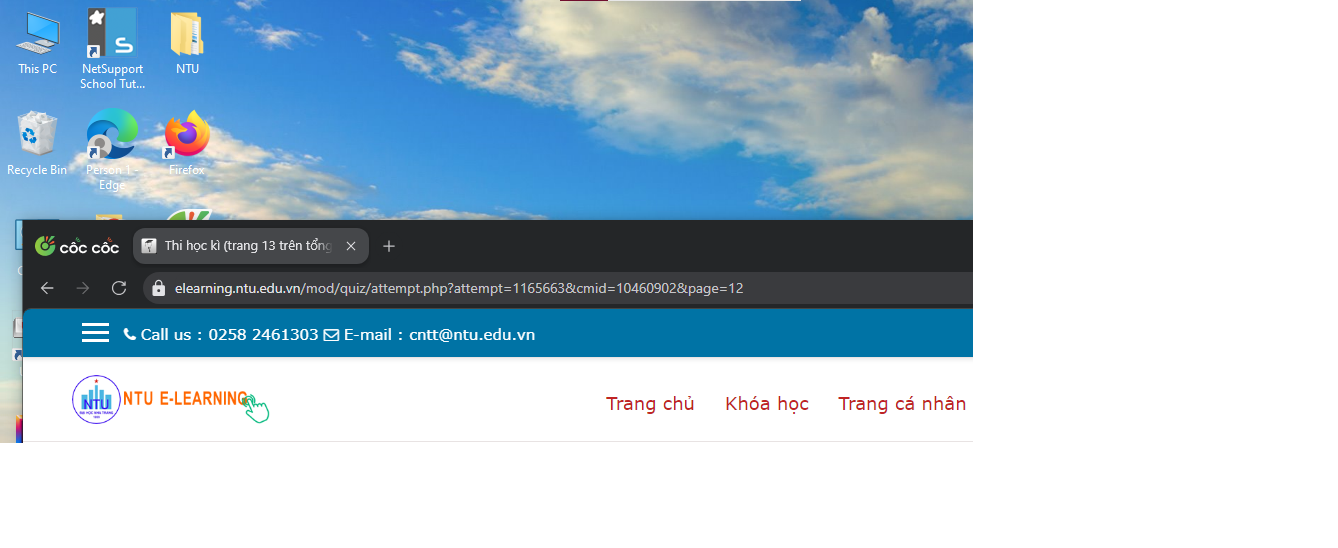 This PC
NetSupport
School Tut...
NTU
Recycle Bin
Person 1 -
Edge
Firefox
cốc cốc
Thi học kì (trang 13 trên tổng
elearning.ntu.edu.vn/mod/quiz/attempt.php?attempt=1165663&cmid=10460902&page=12
Call us : 0258 2461303 E-mail : cntt@ntu.edu.vn
NTU
NTU E-LEARNING
Trang chủ Khóa học Trang cá nhân